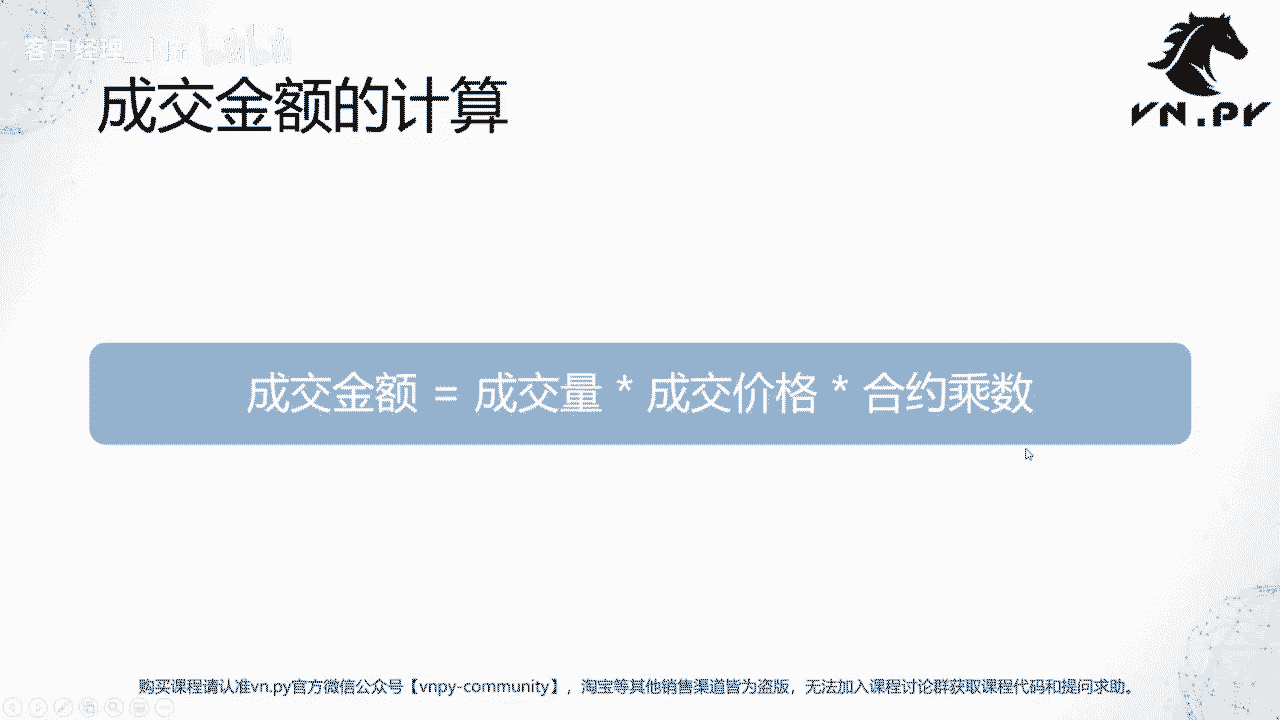 客户经理_小陈 bilibili
VN.PY
成交金额的计算
成交金额 = 成交量 * 成交价格 * 合约乘数
购买课程请认准vn.py官方微信公众号【vnpy-community】，淘宝等其他销售渠道皆为盗版，无法加入课程讨论群获取课程代码和提问求助。